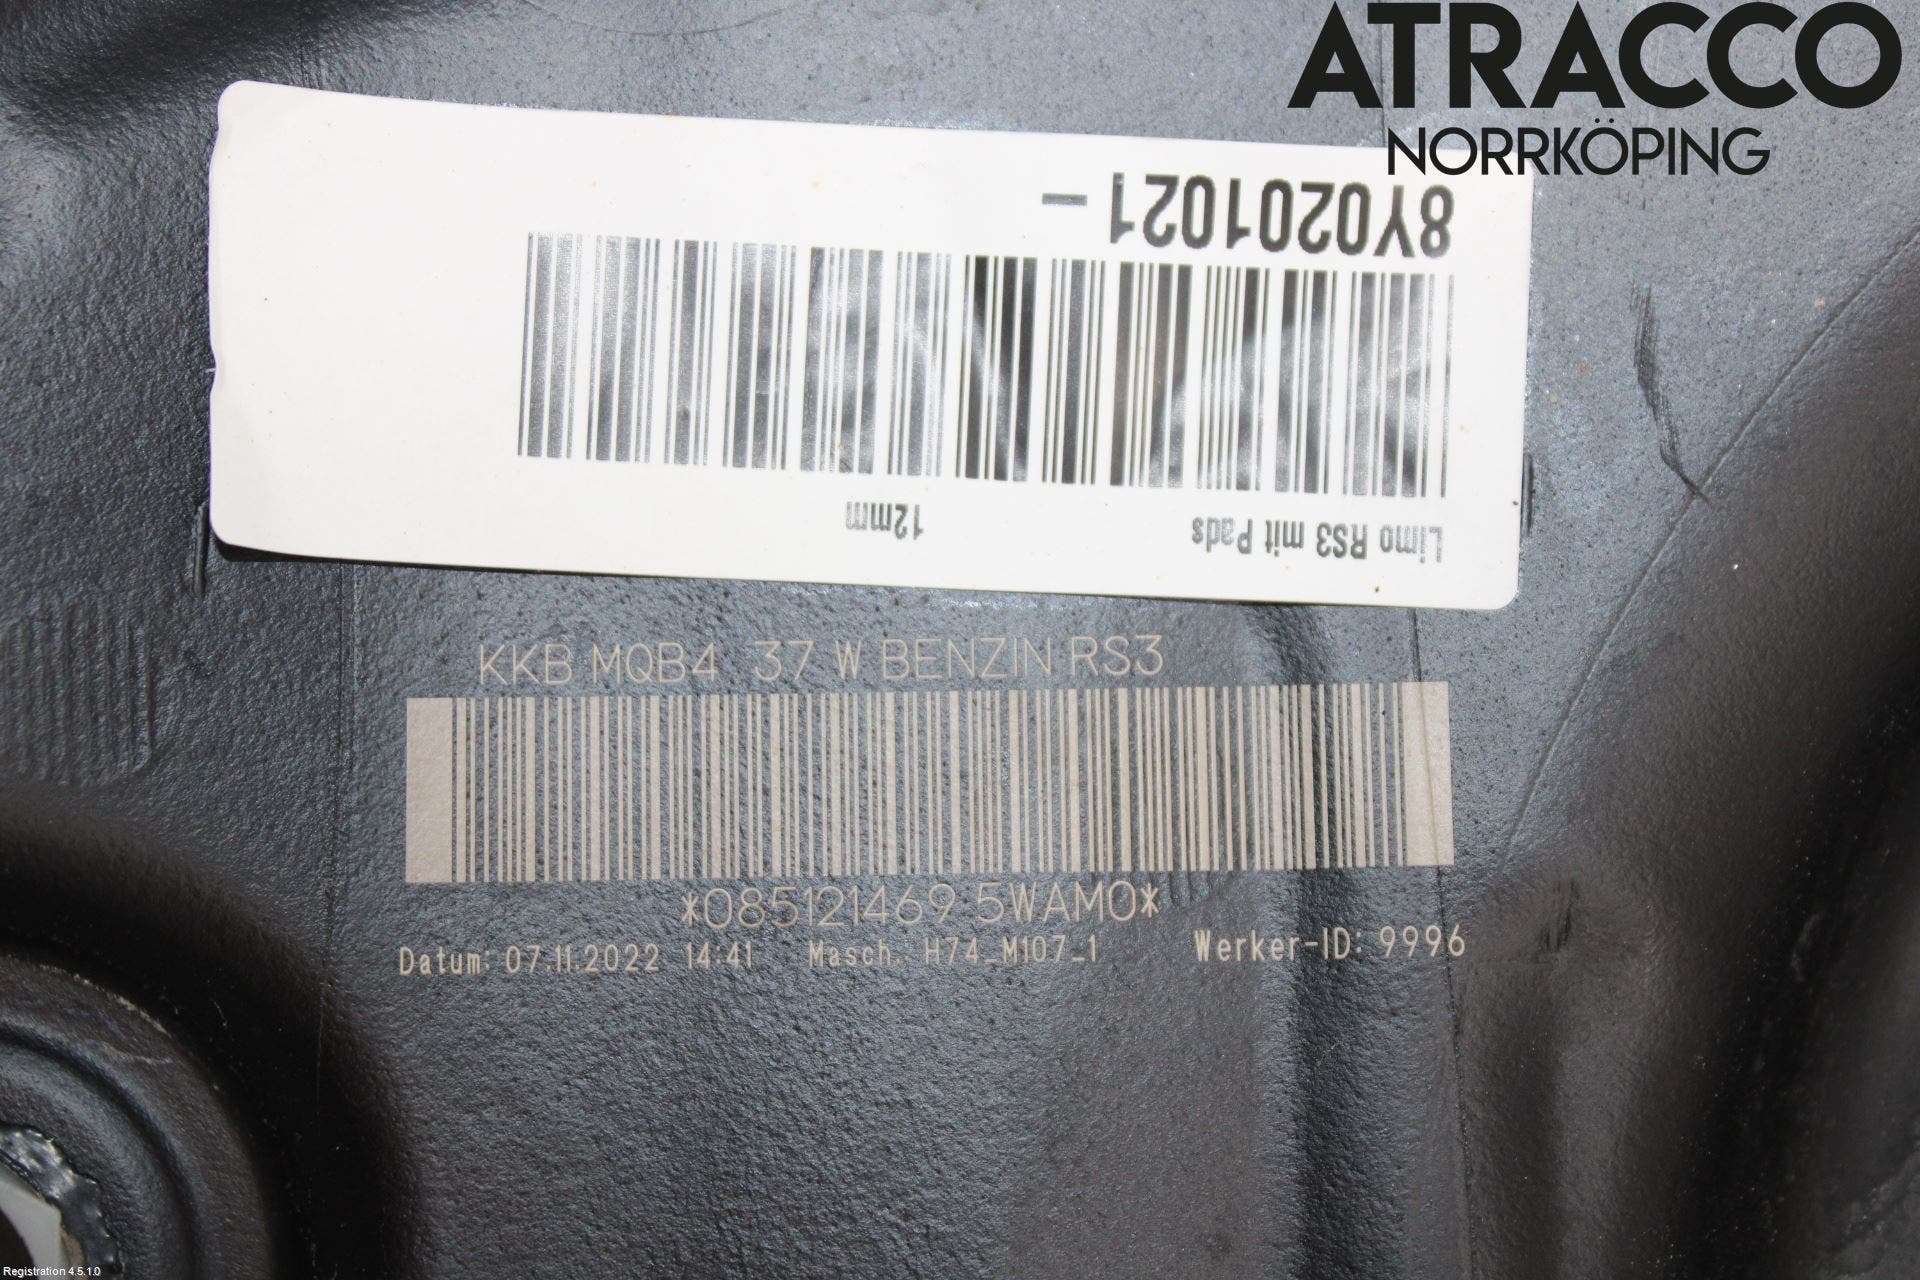 ATRACCO
NORRKÖPING
8Y0201021 -
Limo RS3 mit Pads 12mm
KKB MQB4 37 W BENZIN RS3
*085121469 5WAM0*
Datum: 07.11.2022 14:41 Masch.: H74_M107_1 Werker-ID: 9996
Registration 4.5.1.0